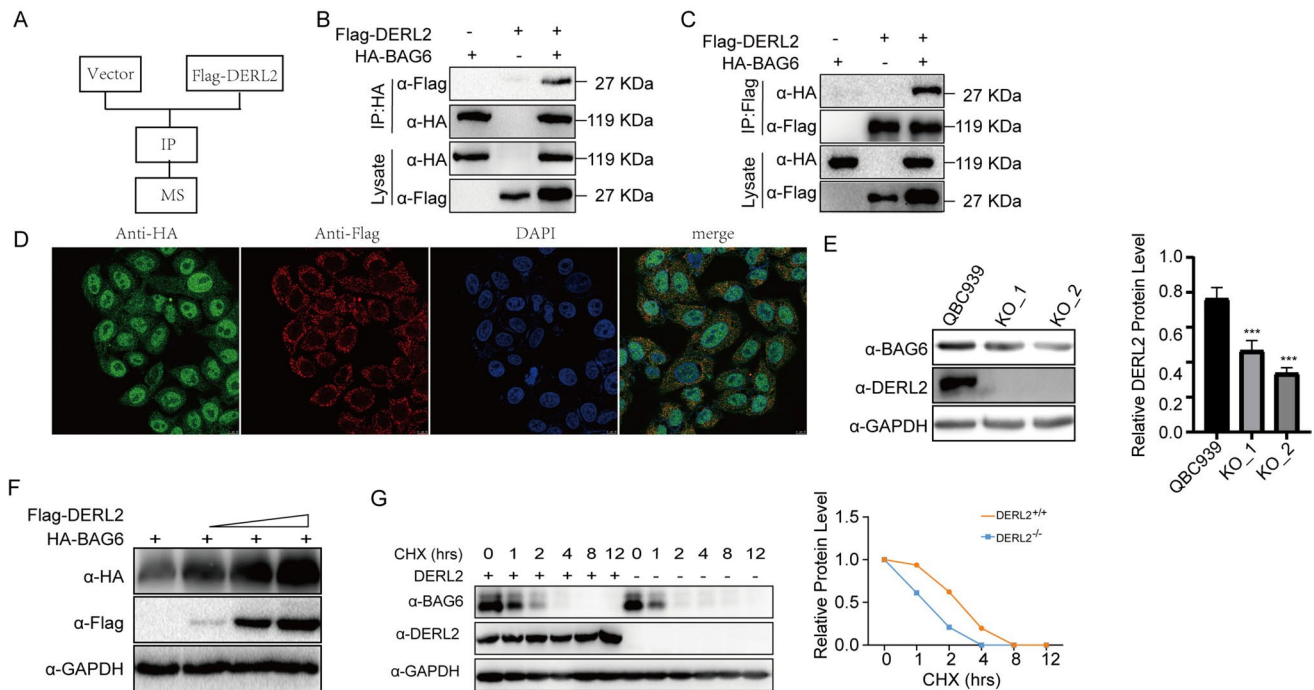 A
Vector
Flag-DERL2
IP
MS
B
Flag-DERL2 - + +
HA-BAG6 + - +
IP:HA
α-Flag 27 KDa
α-HA 119 KDa
Lysate
α-HA 119 KDa
α-Flag 27 KDa
C
Flag-DERL2 - + +
HA-BAG6 + - +
IP:Flag
α-HA 27 KDa
α-Flag 119 KDa
Lysate
α-HA 119 KDa
α-Flag 27 KDa
D
Anti-HA Anti-Flag DAPI merge
E
QBC939 KO_1 KO_2
α-BAG6
α-DERL2
α-GAPDH
Relative DERL2 Protein Level
0.8
0.8
0.4
0.2
0.0
***
***
QBC939 KO_1 KO_2
F
Flag-DERL2
HA-BAG6 + + + +
α-HA
α-Flag
α-GAPDH
G
CHX (hrs) 0 1 2 4 8 12 0 1 2 4 8 12
DERL2 + + + + + + - - - - - -
α-BAG6
α-DERL2
α-GAPDH
Relative Protein Level
1.5
1.0
0.5
0.0
DERL2+/+
DERL2-/-
0 1 2 4 8 12
CHX (hrs)